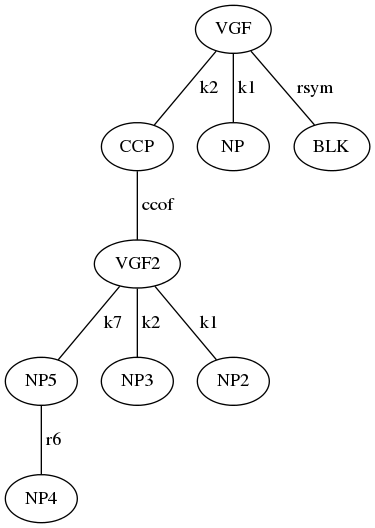 VGF
k2 k1 rsym
CCP NP BLK
ccof
VGF2
k7 k2 k1
NP5 NP3 NP2
r6
NP4